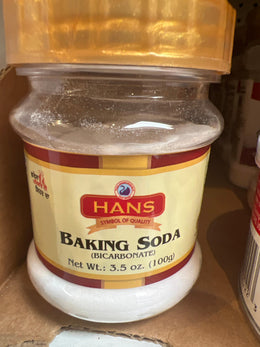 HANS
SYMBOL OF QUALITY
BAKING SODA
(BICARBONATE)
Net Wt.: 3.5 oz. (100g)